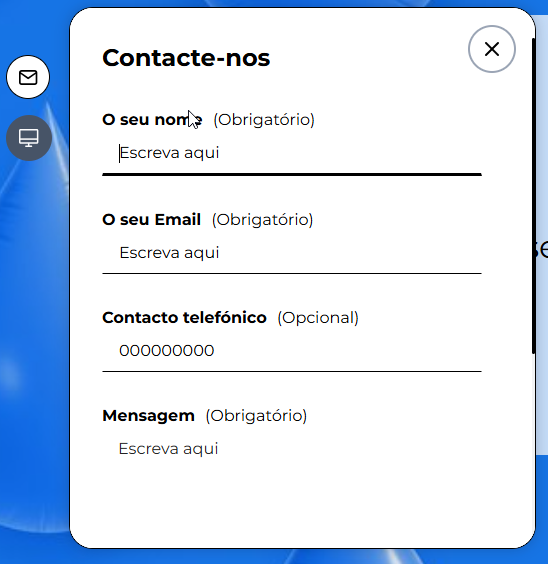 Contacte-nos
O seu nome (Obrigatório)
Escreva aqui
O seu Email (Obrigatório)
Escreva aqui
Contacto telefónico (Opcional)
000000000
Mensagem (Obrigatório)
Escreva aqui